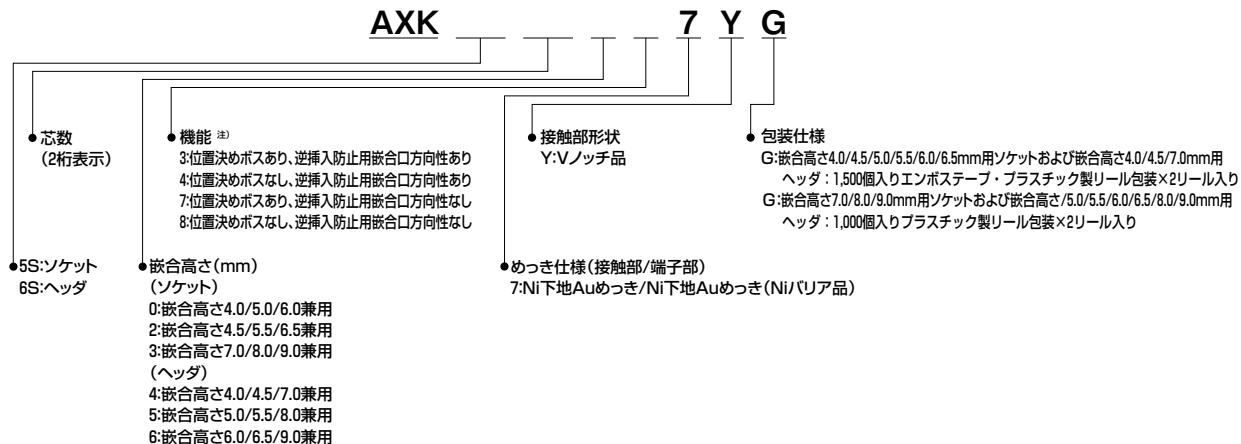 AXK 7 Y G
芯数
(2桁表示)
機能 注)
3:位置決めボスあり、逆挿入防止用嵌合口方向性あり
4:位置決めボスなし、逆挿入防止用嵌合口方向性あり
7:位置決めボスあり、逆挿入防止用嵌合口方向性なし
8:位置決めボスなし、逆挿入防止用嵌合口方向性なし
接触部形状
Y:Vノッチ品
包装仕様
G:嵌合高さ4.0/4.5/5.0/5.5/6.0/6.5mm用ソケットおよび嵌合高さ4.0/4.5/7.0mm用
ヘッダ：1,500個入りエンボステープ・プラスチック製リール包装×2リール入り
G:嵌合高さ7.0/8.0/9.0mm用ソケットおよび嵌合高さ/5.0/5.5/6.0/6.5/8.0/9.0mm用
ヘッダ：1,000個入りプラスチック製リール包装×2リール入り
5S:ソケット
6S:ヘッダ
嵌合高さ(mm)
(ソケット)
0:嵌合高さ4.0/5.0/6.0兼用
2:嵌合高さ4.5/5.5/6.5兼用
3:嵌合高さ7.0/8.0/9.0兼用
(ヘッダ)
4:嵌合高さ4.0/4.5/7.0兼用
5:嵌合高さ5.0/5.5/8.0兼用
6:嵌合高さ6.0/6.5/9.0兼用
めっき仕様(接触部/端子部)
7:Ni下地Auめっき/Ni下地Auめっき(Niバリア品)